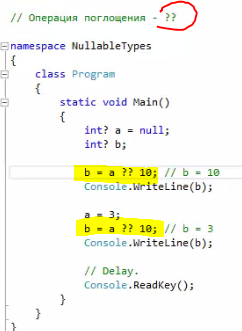 // Операция поглощения - ??
namespace NullableTypes
{
class Program
{
static void Main()
{
int? a = null;
int? b;
b = a ?? 10; // b = 10
Console.WriteLine(b);
a = 3;
b = a ?? 10; // b = 3
Console.WriteLine(b);
// Delay.
Console.ReadKey();
}
}
}